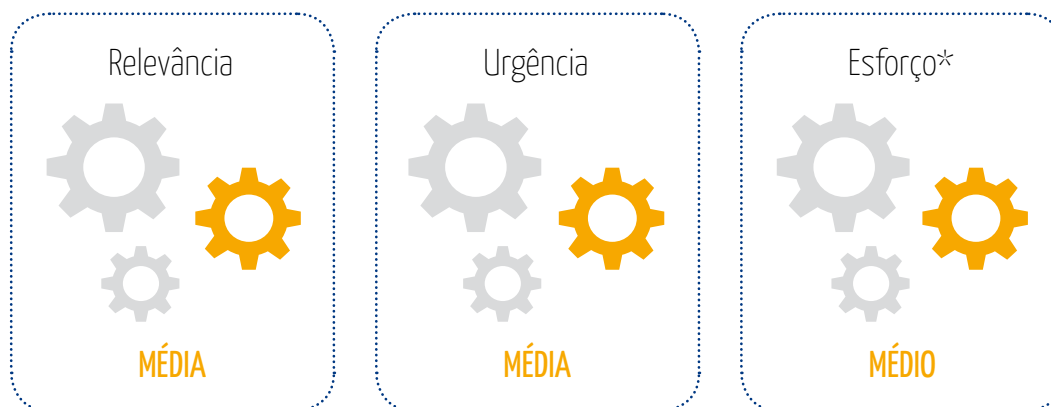 Relevância
Urgência
Esforço*
MÉDIA
MÉDIA
MÉDIO